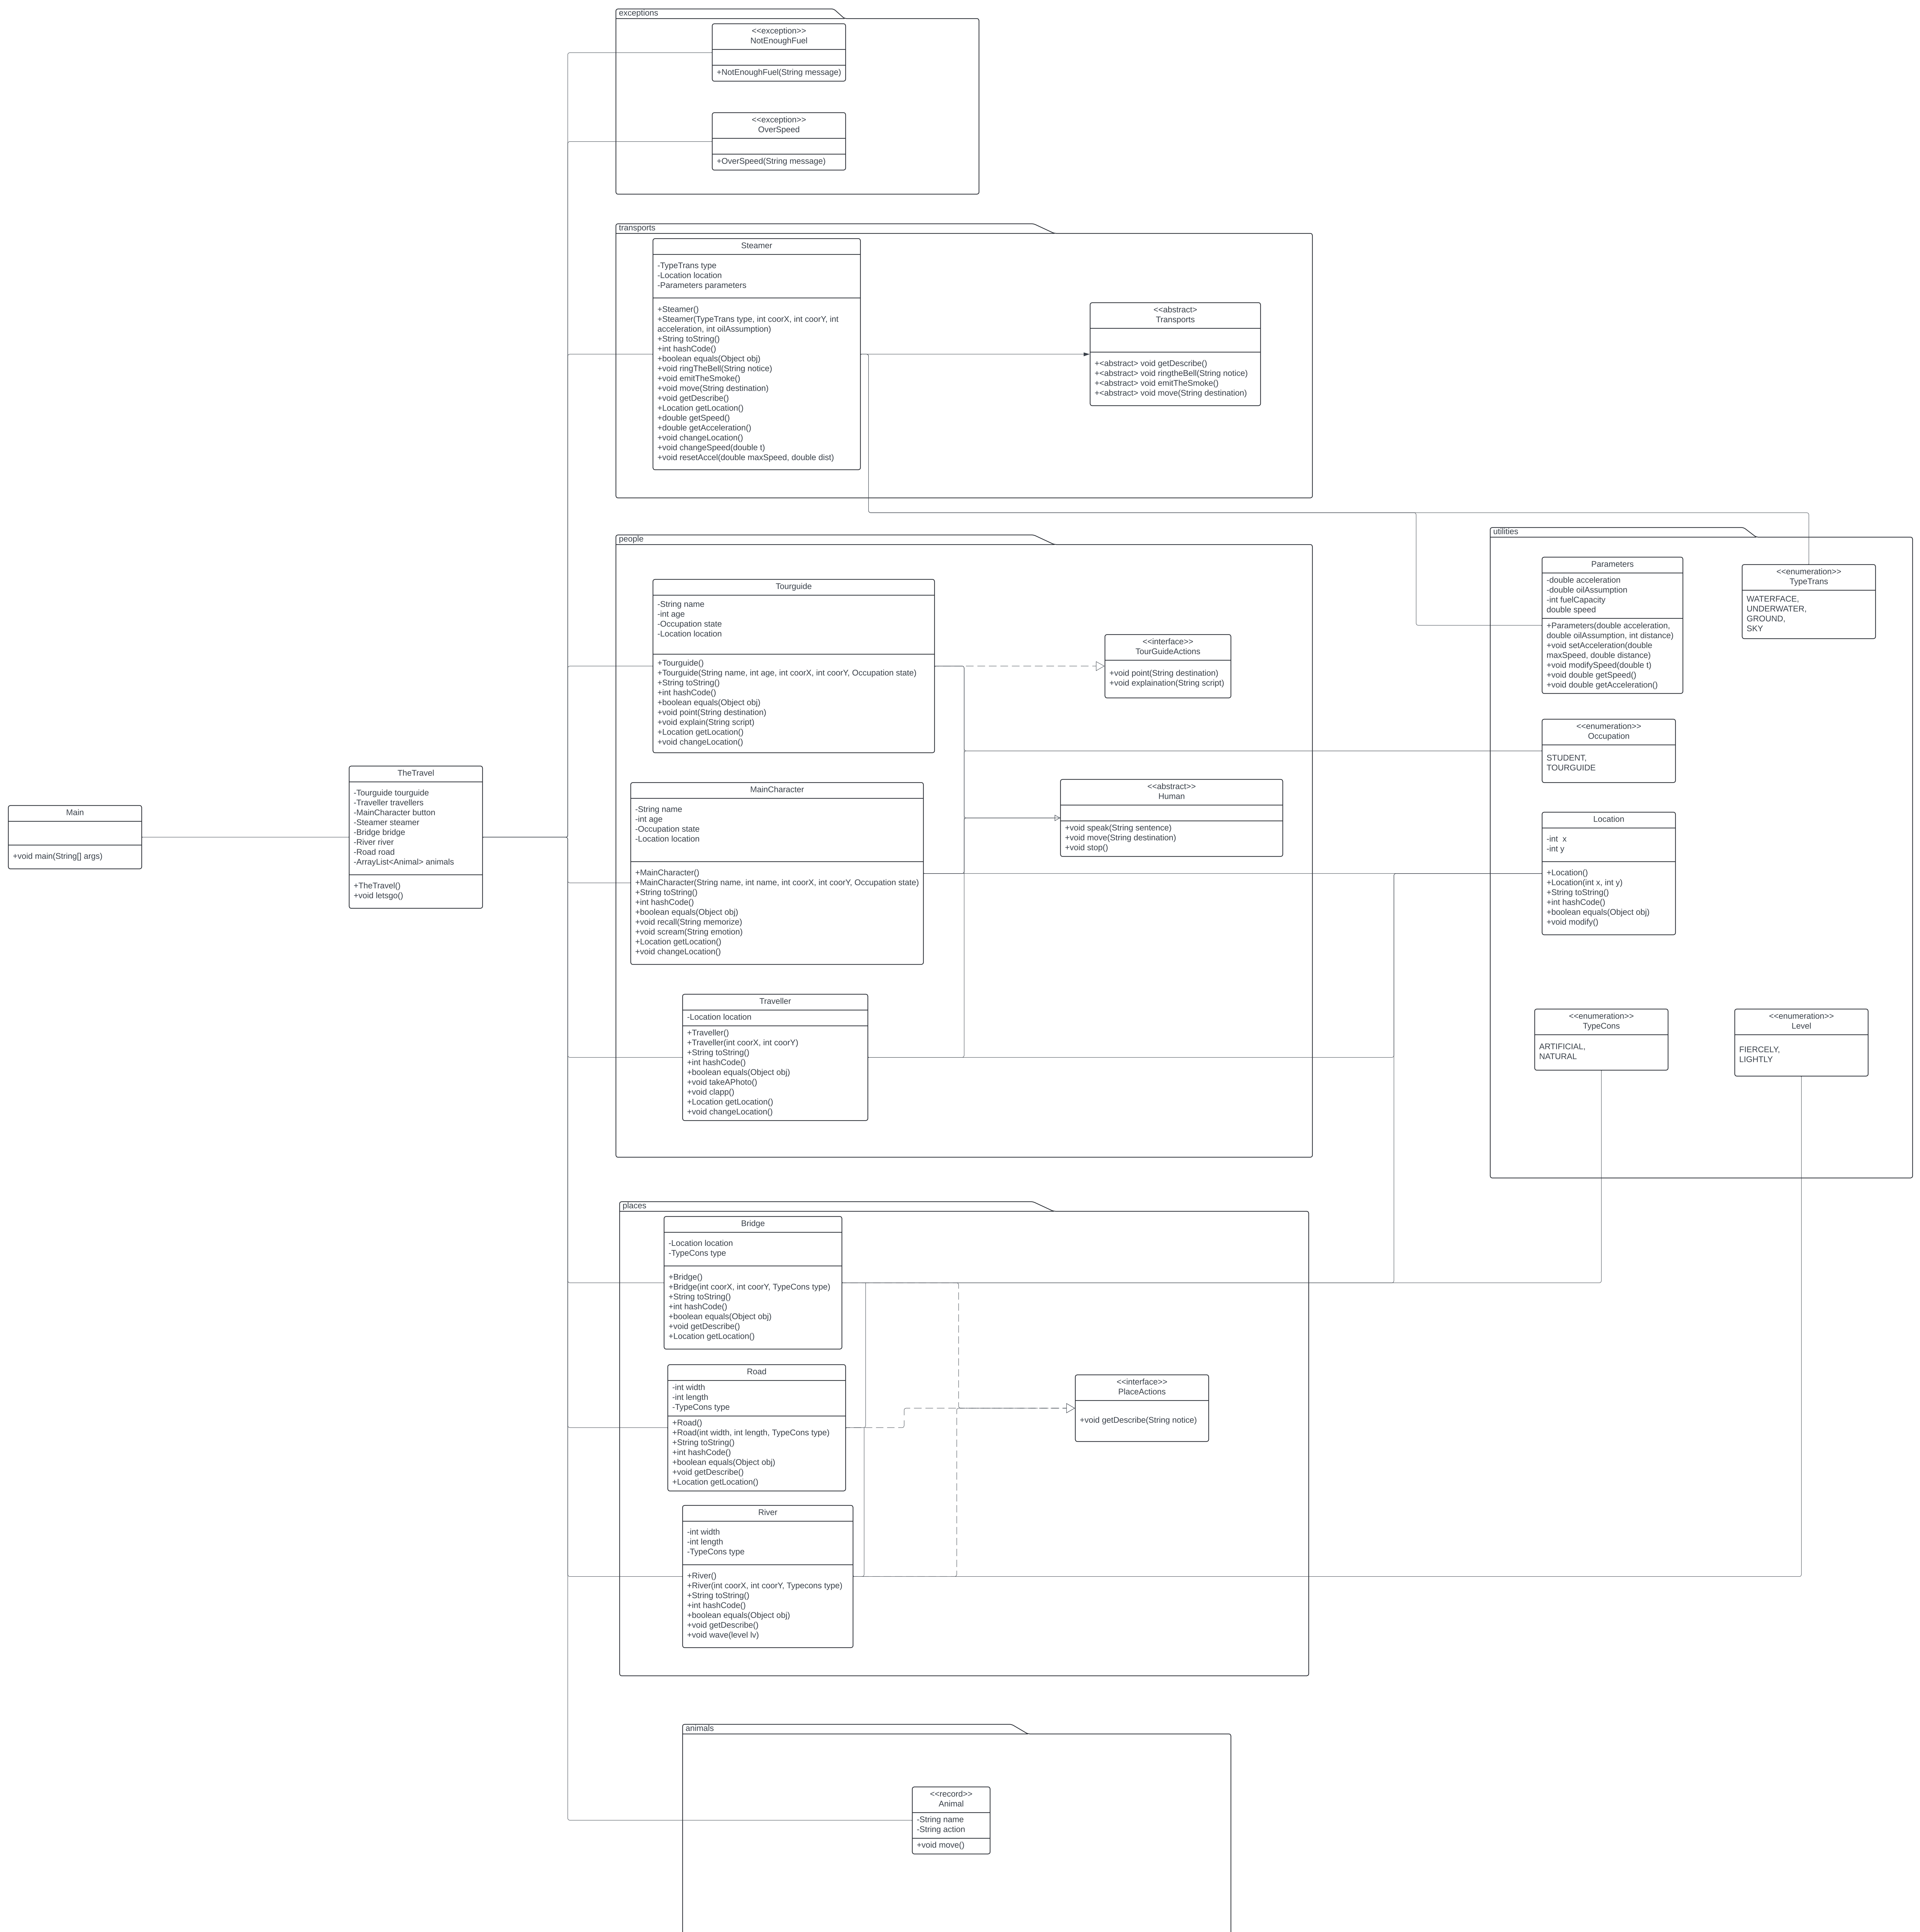 exceptions
<<exception>>
NotEnoughFuel
+NotEnoughFuel(String message)
<<exception>>
OverSpeed
+OverSpeed(String message)
transports
Steamer
-TypeTrans type
-Location location
-Parameters parameters
+Steamer()
+Steamer(TypeTrans type, int coorX, int coorY, int
acceleration, int oilAssumption)
+String toString()
+int hashCode()
+boolean equals(Object obj)
+void ringTheBell(String notice)
+void emitTheSmoke()
+void move(String destination)
+void getDescribe()
+Location getLocation()
+double getSpeed()
+double getAcceleration()
+void changeLocation()
+void changeSpeed(double t)
+void resetAccel(double maxSpeed, double dist)
<<abstract>
Transports
+<abstract> void getDescribe()
+<abstract> void ringtheBell(String notice)
+<abstract> void emitTheSmoke()
+<abstract> void move(String destination)
people
Tourguide
-String name
-int age
-Occupation state
-Location location
+Tourguide()
+Tourguide(String name, int age, int coorX, int coorY, Occupation state)
+String toString()
+int hashCode()
+boolean equals(Object obj)
+void point(String destination)
+void explain(String script)
+Location getLocation()
+void changeLocation()
<<interface>>
TourGuideActions
+void point(String destination)
+void explaination(String script)
MainCharacter
-String name
-int age
-Occupation state
-Location location
+MainCharacter()
+MainCharacter(String name, int name, int coorX, int coorY, Occupation state)
+String toString()
+int hashCode()
+boolean equals(Object obj)
+void recall(String memorize)
+void scream(String emotion)
+Location getLocation()
+void changeLocation()
<<abstract>>
Human
+void speak(String sentence)
+void move(String destination)
+void stop()
Traveller
-Location location
+Traveller()
+Traveller(int coorX, int coorY)
+String toString()
+int hashCode()
+boolean equals(Object obj)
+void takeAPhoto()
+void clapp()
+Location getLocation()
+void changeLocation()
utilities
Parameters
-double acceleration
-double oilAssumption
-int fuelCapacity
double speed
+Parameters(double acceleration,
double oilAssumption, int distance)
+void setAcceleration(double
maxSpeed, double distance)
+void modifySpeed(double t)
+void double getSpeed()
+void double getAcceleration()
<<enumeration>>
TypeTrans
WATERFACE,
UNDERWATER,
GROUND,
SKY
<<enumeration>>
Occupation
STUDENT,
TOURGUIDE
Location
-int x
-int y
+Location()
+Location(int x, int y)
+String toString()
+int hashCode()
+boolean equals(Object obj)
+void modify()
<<enumeration>>
TypeCons
ARTIFICIAL,
NATURAL
<<enumeration>>
Level
FIERCELY,
LIGHTLY
Main
+void main(String[] args)
TheTravel
-Tourguide tourguide
-Traveller travellers
-MainCharacter button
-Steamer steamer
-Bridge bridge
-River river
-Road road
-ArrayList<Animal> animals
+TheTravel()
+void letsgo()
places
Bridge
-Location location
-TypeCons type
+Bridge()
+Bridge(int coorX, int coorY, TypeCons type)
+String toString()
+int hashCode()
+boolean equals(Object obj)
+void getDescribe()
+Location getLocation()
Road
-int width
-int length
-TypeCons type
+Road()
+Road(int width, int length, TypeCons type)
+String toString()
+int hashCode()
+boolean equals(Object obj)
+void getDescribe()
+Location getLocation()
<<interface>>
PlaceActions
+void getDescribe(String notice)
River
-int width
-int length
-TypeCons type
+River()
+River(int coorX, int coorY, Typecons type)
+String toString()
+int hashCode()
+boolean equals(Object obj)
+void getDescribe()
+void wave(level lv)
animals
<<record>>
Animal
-String name
-String action
+void move()